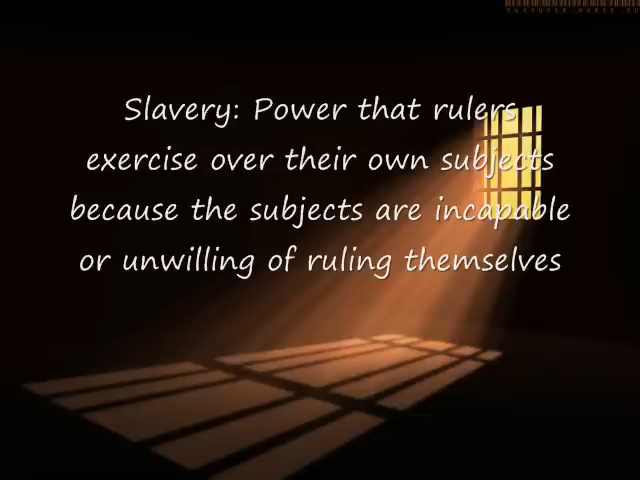 Slavery: Power that rulers
exercise over their own subjects
because the subjects are incapable
or unwilling of ruling themselves